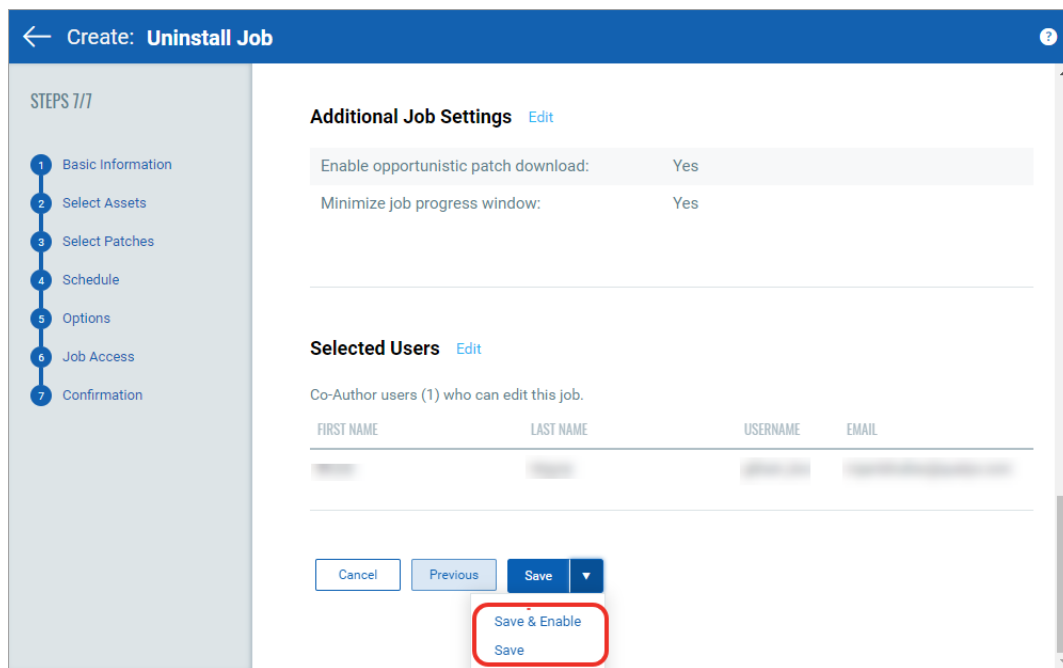 Create: Uninstall Job
?
STEPS 7/7
1 Basic Information
2 Select Assets
3 Select Patches
4 Schedule
5 Options
6 Job Access
7 Confirmation
Additional Job Settings Edit
Enable opportunistic patch download: Yes
Minimize job progress window: Yes
Selected Users Edit
Co-Author users (1) who can edit this job.
FIRST NAME LAST NAME USERNAME EMAIL
Cancel Previous Save
Save & Enable
Save